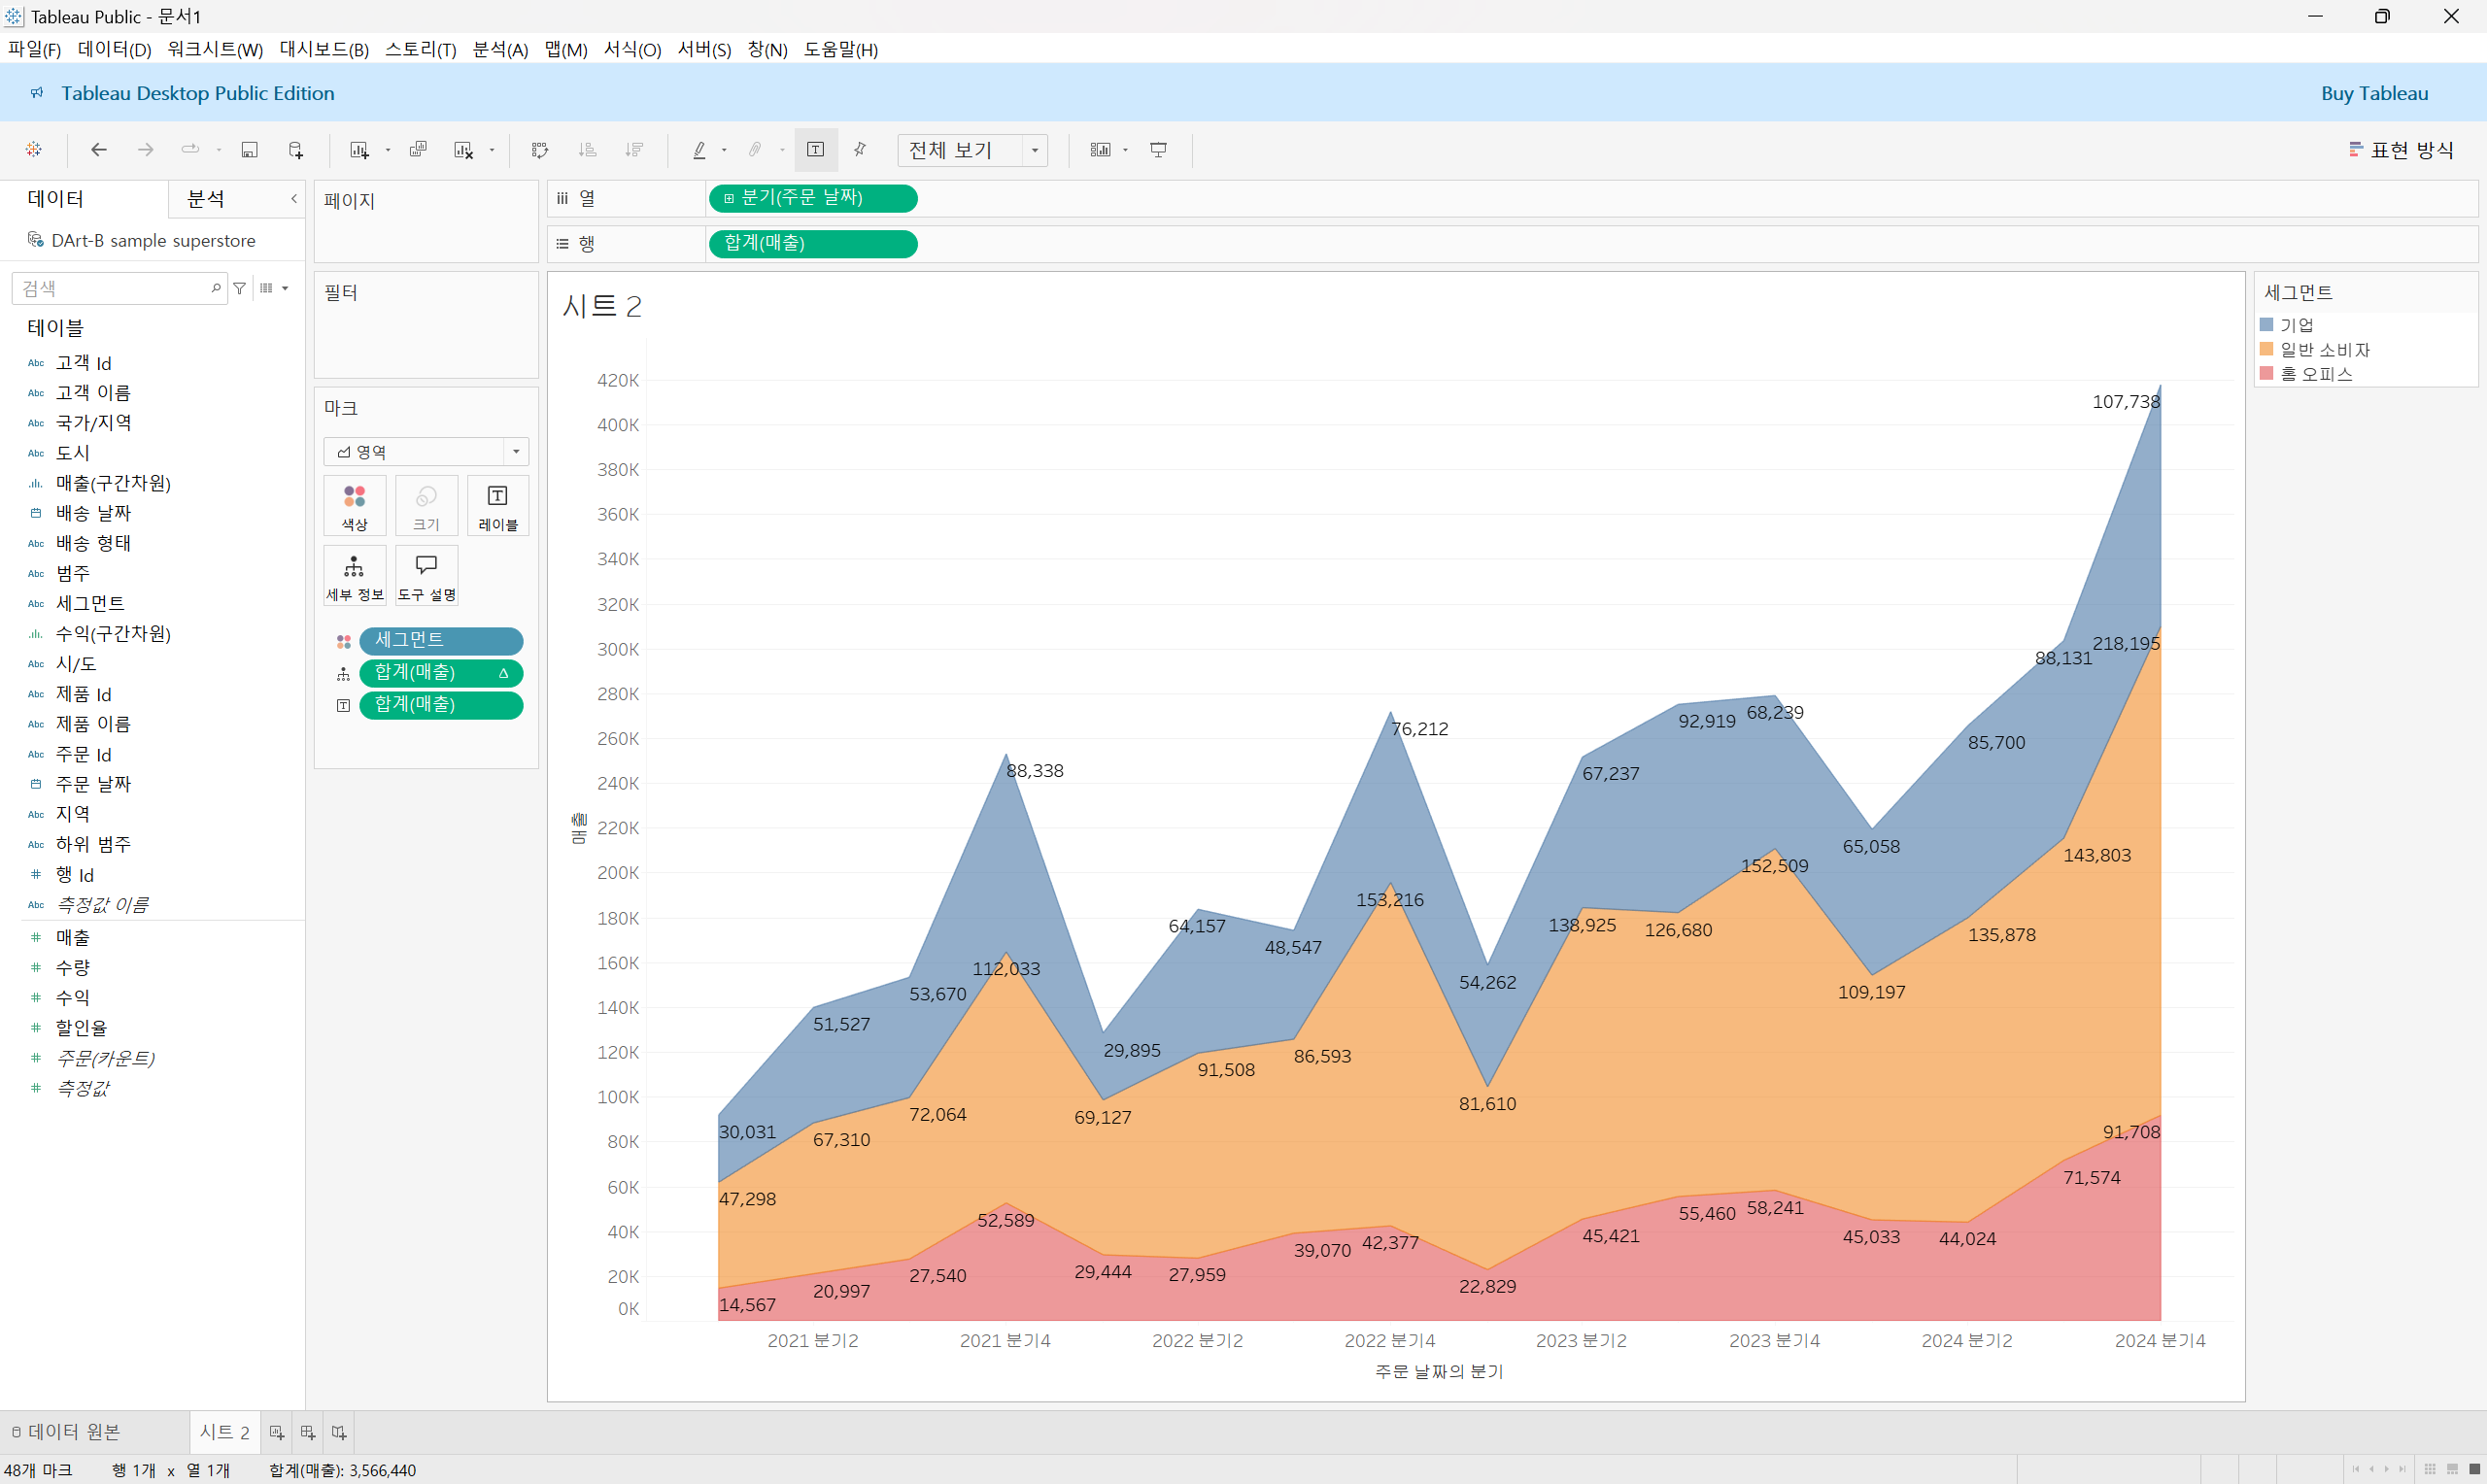 Tableau Public - 문서1
파일(F) 데이터(D) 워크시트(W) 대시보드(B) 스토리(T) 분석(A) 맵(M) 서식(O) 서버(S) 창(N) 도움말(H)
Tableau Desktop Public Edition
Buy Tableau
전체 보기
표현 방식
데이터
분석
DArt-B sample superstore
검색
테이블
Abc 고객 Id
Abc 고객 이름
Abc 국가/지역
Abc 도시
매출(구간차원)
배송 날짜
Abc 배송 형태
Abc 범주
Abc 세그먼트
수익(구간차원)
Abc 시/도
Abc 제품 Id
Abc 제품 이름
Abc 주문 Id
주문 날짜
Abc 지역
Abc 하위 범주
# 행 Id
Abc 측정값 이름
# 매출
# 수량
# 수익
# 할인율
# 주문(카운트)
# 측정값
페이지
필터
마크
영역
색상
크기
레이블
세부 정보
도구 설명
세그먼트
합계(매출) Δ
합계(매출)
열
분기(주문 날짜)
행
합계(매출)
시트 2
420K
400K
380K
360K
340K
320K
300K
280K
260K
240K
220K
200K
180K
160K
140K
120K
100K
80K
60K
40K
20K
0K
매출
107,738
218,195
88,131
76,212
92,919
68,239
85,700
88,338
67,237
65,058
143,803
152,509
153,216
64,157
138,925
126,680
135,878
48,547
112,033
54,262
109,197
53,670
51,527
29,895
86,593
91,508
81,610
72,064
69,127
30,031
67,310
91,708
47,298
71,574
52,589
55,460
58,241
45,421
45,033
44,024
39,070
42,377
27,540
29,444
27,959
22,829
20,997
14,567
2021 분기2
2021 분기4
2022 분기2
2022 분기4
2023 분기2
2023 분기4
2024 분기2
2024 분기4
주문 날짜의 분기
세그먼트
기업
일반 소비자
홈 오피스
데이터 원본
시트 2
48개 마크 행 1개 x 열 1개 합계(매출): 3,566,440